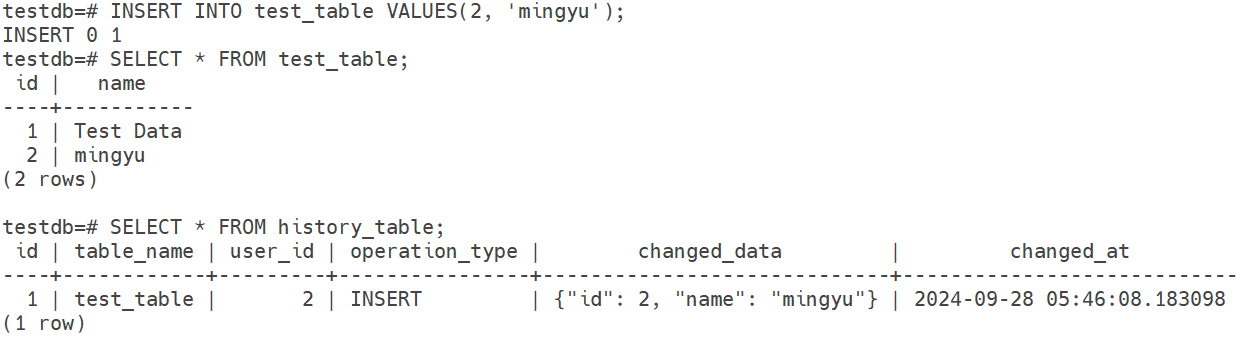 testdb=# INSERT INTO test_table VALUES(2, 'mingyu');
INSERT 0 1
testdb=# SELECT * FROM test_table;
 id |   name
----+-----------
  1 | Test Data
  2 | mingyu
(2 rows)

testdb=# SELECT * FROM history_table;
 id | table_name | user_id | operation_type |        changed_data         |         changed_at
----+------------+---------+----------------+-----------------------------+----------------------------
  1 | test_table |       2 | INSERT         | {"id": 2, "name": "mingyu"} | 2024-09-28 05:46:08.183098
(1 row)